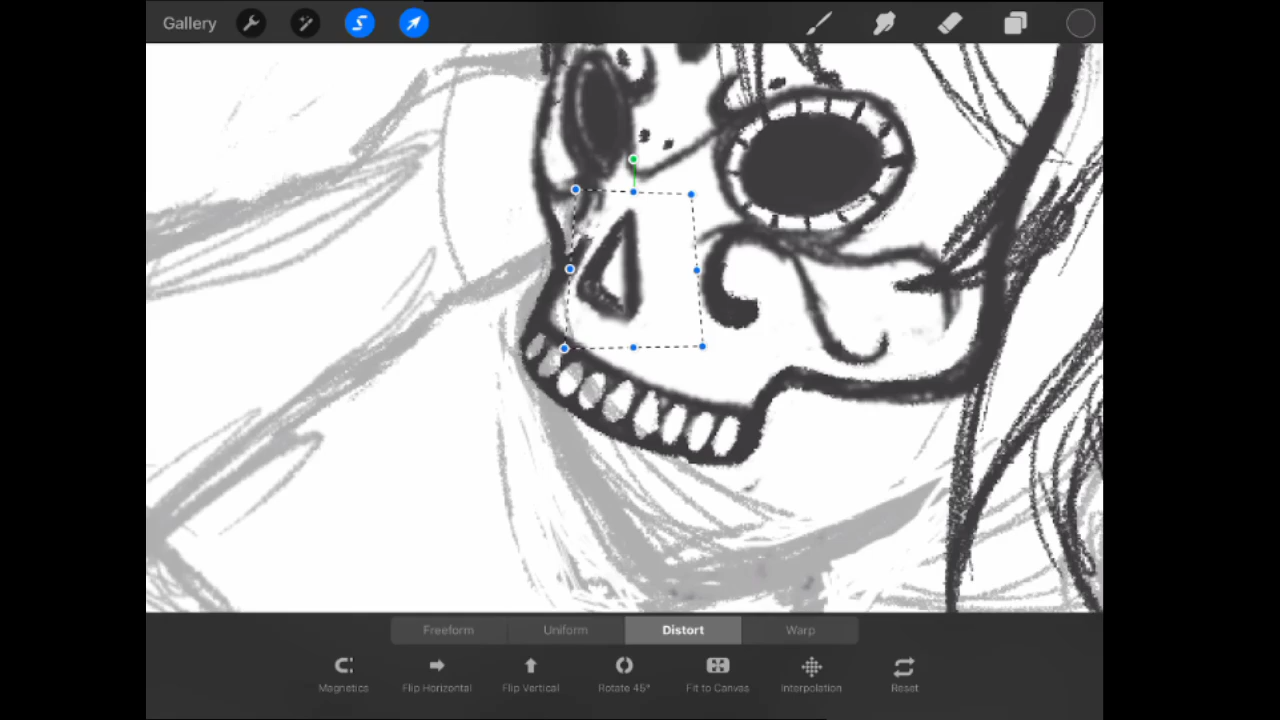 Gallery
Freeform Uniform Distort Warp
Magnetics Flip Horizontal Flip Vertical Rotate 45° Fit to Canvas Interpolation Reset